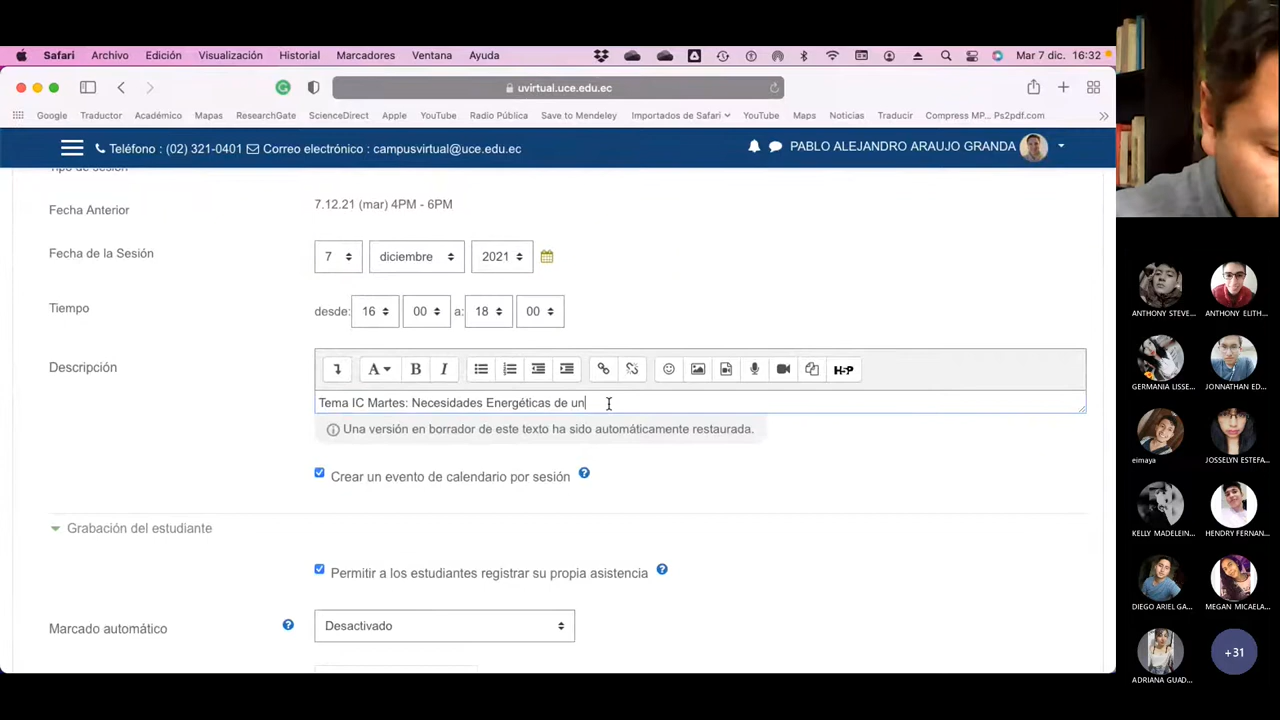 Safari Archivo Edición Visualización Historial Marcadores Ventana Ayuda Mar 7 dic. 16:32
uvirtual.uce.edu.ec
Google Traductor Académico Mapas ResearchGate ScienceDirect Apple YouTube Radio Pública Save to Mendeley Importados de Safari YouTube Maps Noticias Traducir Compress MP... Ps2pdf.com
Teléfono : (02) 321-0401 Correo electrónico : campusvirtual@uce.edu.ec PABLO ALEJANDRO ARAUJO GRANDA
Tipo de sesión
Fecha Anterior 7.12.21 (mar) 4PM - 6PM
Fecha de la Sesión 7 diciembre 2021
Tiempo desde: 16 00 a: 18 00
Descripción A B I H-P
Tema IC Martes: Necesidades Energéticas de un
Una versión en borrador de este texto ha sido automáticamente restaurada.
Crear un evento de calendario por sesión
Grabación del estudiante
Permitir a los estudiantes registrar su propia asistencia
Marcado automático Desactivado
ANTHONY STEVE... ANTHONY ELITH...
GERMANIA LISSE... JONNATHAN ED...
eimaya JOSSELYN ESTEFA...
KELLY MADELEIN... HENDRY FERNAN...
DIEGO ARIEL GA... MEGAN MICAELA...
+31
ADRIANA GUAD...